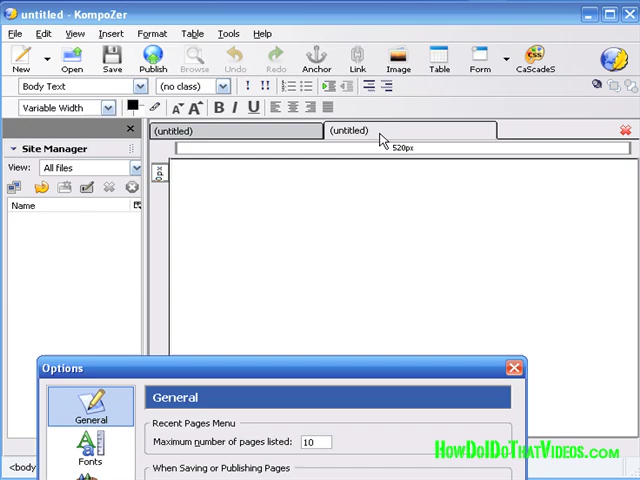 untitled - KompoZer
File Edit View Insert Format Table Tools Help
New Open Save Publish Browse Undo Redo Anchor Link Image Table Form CaScadeS
Body Text (no class) ! !!
Variable Width B I U
(untitled) (untitled)
Site Manager 520px
View: All files 0px
Name
Options
General General
Recent Pages Menu
Maximum number of pages listed: 10
Fonts
HowDoIDoThatVideos.com
<body When Saving or Publishing Pages